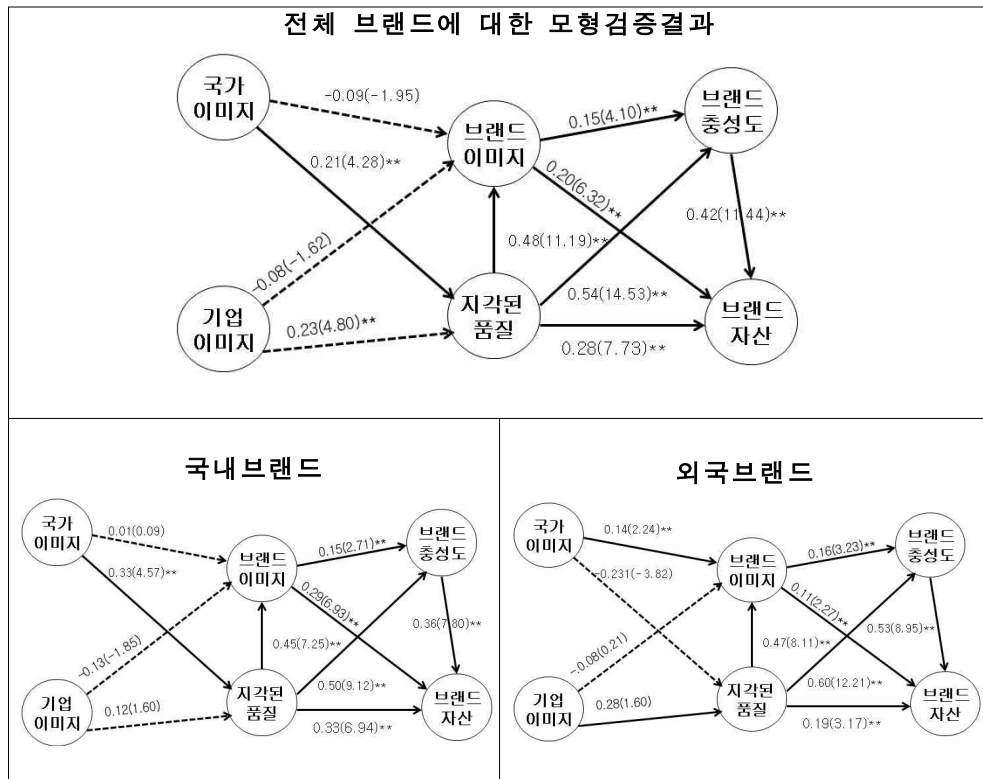 전체 브랜드에 대한 모형검증결과
국가
이미지
-0.09(-1.95)
브랜드
이미지
0.15(4.10)**
브랜드
충성도
0.21(4.28)**
0.20(6.32)**
0.42(11.44)**
-0.08(-1.62)
0.48(11.19)**
기업
이미지
0.23(4.80)**
지각된
품질
0.54(14.53)**
0.28(7.73)**
브랜드
자산
국내브랜드
국가
이미지
0.01(0.09)
브랜드
이미지
0.15(2.71)**
브랜드
충성도
0.33(4.57)**
0.29(6.93)**
0.36(7.80)**
-0.13(-1.85)
0.45(7.25)**
기업
이미지
0.12(1.60)
지각된
품질
0.50(9.12)**
0.33(6.94)**
브랜드
자산
외국브랜드
국가
이미지
0.14(2.24)**
브랜드
이미지
0.16(3.23)**
브랜드
충성도
-0.231(-3.82)
0.11(2.27)**
0.53(8.95)**
-.008(0.21)
0.47(8.11)**
기업
이미지
0.28(1.60)
지각된
품질
0.60(12.21)**
0.19(3.17)**
브랜드
자산